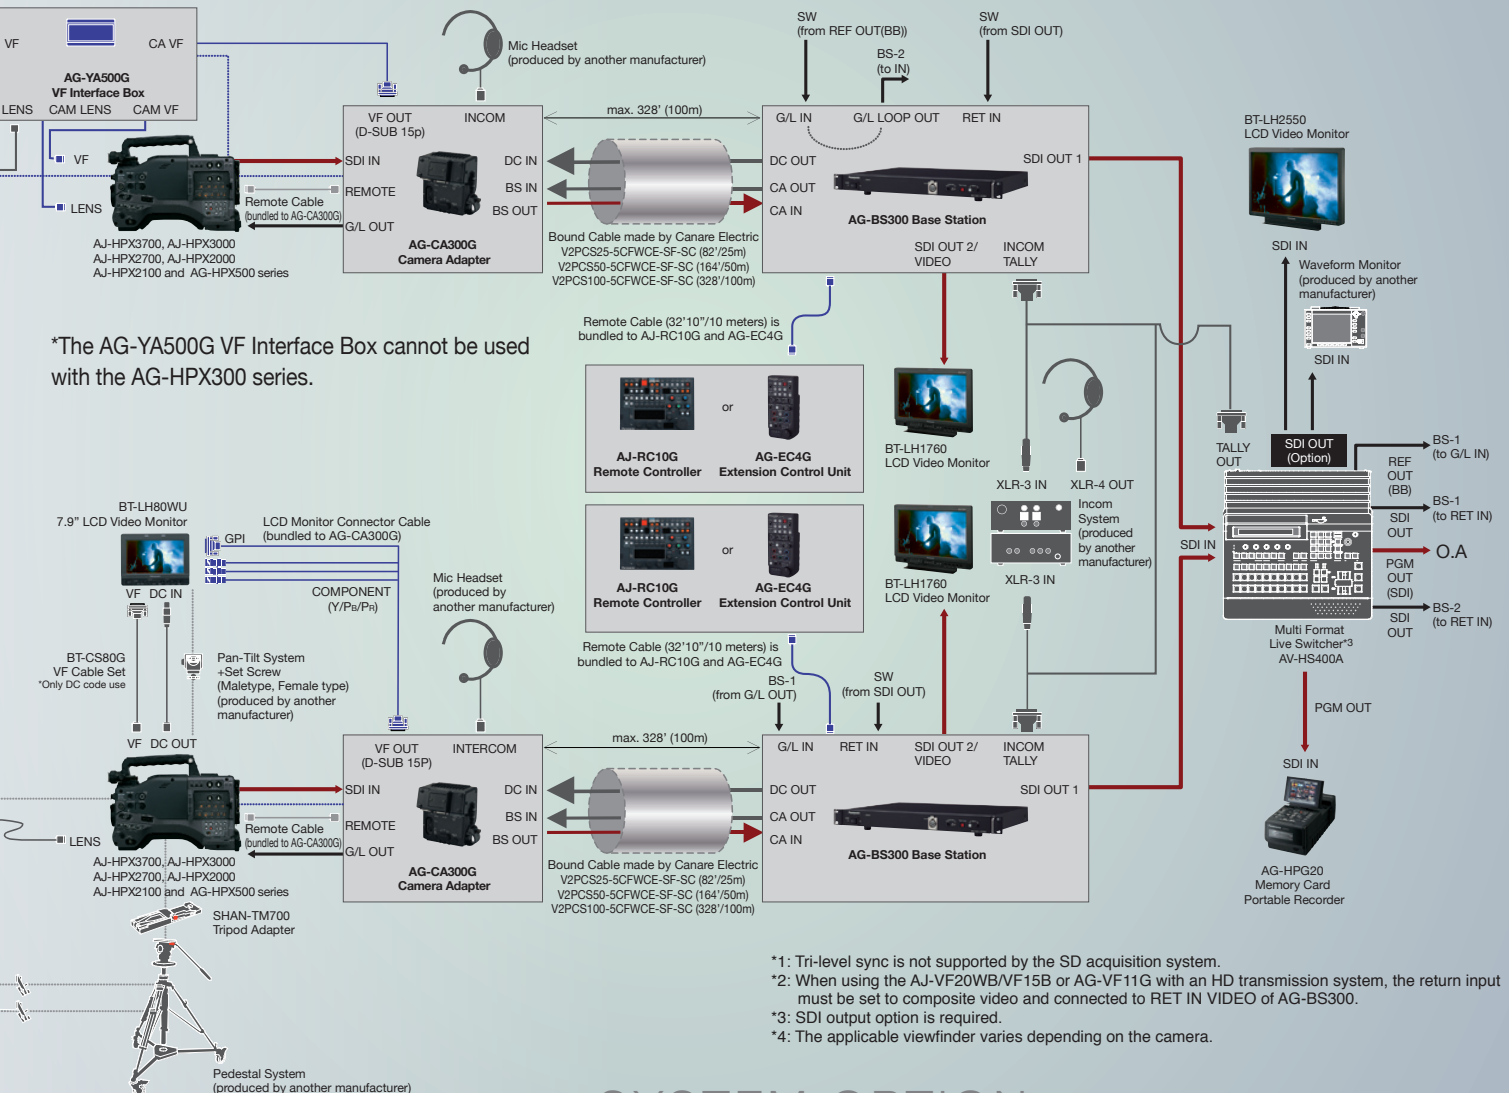 VF
CA VF
AG-YA500G
VF Interface Box
LENS
CAM LENS
CAM VF
VF
LENS
AJ-HPX3700, AJ-HPX3000
AJ-HPX2700, AJ-HPX2000
AJ-HPX2100 and AG-HPX500 series
Remote Cable
(bundled to AG-CA300G)
Mic Headset
(produced by another manufacturer)
VF OUT
(D-SUB 15p)
INCOM
SDI IN
REMOTE
G/L OUT
DC IN
BS IN
BS OUT
AG-CA300G
Camera Adapter
max. 328' (100m)
Bound Cable made by Canare Electric
V2PCS25-5CFWCE-SF-SC (82'/25m)
V2PCS50-5CFWCE-SF-SC (164'/50m)
V2PCS100-5CFWCE-SF-SC (328'/100m)
SW
(from REF OUT(BB))
BS-2
(to IN)
SW
(from SDI OUT)
G/L IN
G/L LOOP OUT
RET IN
DC OUT
CA OUT
CA IN
SDI OUT 1
AG-BS300 Base Station
SDI OUT 2/
VIDEO
INCOM
TALLY
BT-LH2550
LCD Video Monitor
SDI IN
Waveform Monitor
(produced by another
manufacturer)
SDI IN
*The AG-YA500G VF Interface Box cannot be used
with the AG-HPX300 series.
Remote Cable (32'10"/10 meters) is
bundled to AJ-RC10G and AG-EC4G
or
AJ-RC10G
Remote Controller
AG-EC4G
Extension Control Unit
BT-LH1760
LCD Video Monitor
XLR-3 IN
XLR-4 OUT
Incom
System
(produced
by another
manufacturer)
XLR-3 IN
TALLY
OUT
SDI OUT
(Option)
REF
OUT
(BB)
BS-1
(to G/L IN)
BS-1
(to RET IN)
SDI
OUT
SDI IN
O.A
PGM
OUT
(SDI)
BS-2
(to RET IN)
SDI
OUT
Multi Format
Live Switcher*3
AV-HS400A
PGM OUT
SDI IN
AG-HPG20
Memory Card
Portable Recorder
or
AJ-RC10G
Remote Controller
AG-EC4G
Extension Control Unit
BT-LH1760
LCD Video Monitor
Remote Cable (32'10"/10 meters) is
bundled to AJ-RC10G and AG-EC4G
BT-LH80WU
7.9" LCD Video Monitor
LCD Monitor Connector Cable
(bundled to AG-CA300G)
GPI
VF
DC IN
COMPONENT
(Y/PB/PR)
BT-CS80G
VF Cable Set
*Only DC code use
Pan-Tilt System
+Set Screw
(Maletype, Female type)
(produced by another
manufacturer)
Mic Headset
(produced by
another manufacturer)
VF
DC OUT
LENS
AJ-HPX3700, AJ-HPX3000
AJ-HPX2700, AJ-HPX2000
AJ-HPX2100 and AG-HPX500 series
Remote Cable
(bundled to AG-CA300G)
VF OUT
(D-SUB 15P)
INTERCOM
SDI IN
REMOTE
G/L OUT
DC IN
BS IN
BS OUT
AG-CA300G
Camera Adapter
max. 328' (100m)
Bound Cable made by Canare Electric
V2PCS25-5CFWCE-SF-SC (82'/25m)
V2PCS50-5CFWCE-SF-SC (164'/50m)
V2PCS100-5CFWCE-SF-SC (328'/100m)
BS-1
(from G/L OUT)
SW
(from SDI OUT)
G/L IN
RET IN
SDI OUT 2/
VIDEO
INCOM
TALLY
DC OUT
CA OUT
CA IN
SDI OUT 1
AG-BS300 Base Station
SHAN-TM700
Tripod Adapter
Pedestal System
(produced by another manufacturer)
*1: Tri-level sync is not supported by the SD acquisition system.
*2: When using the AJ-VF20WB/VF15B or AG-VF11G with an HD transmission system, the return input
must be set to composite video and connected to RET IN VIDEO of AG-BS300.
*3: SDI output option is required.
*4: The applicable viewfinder varies depending on the camera.
SYSTEM OPTION